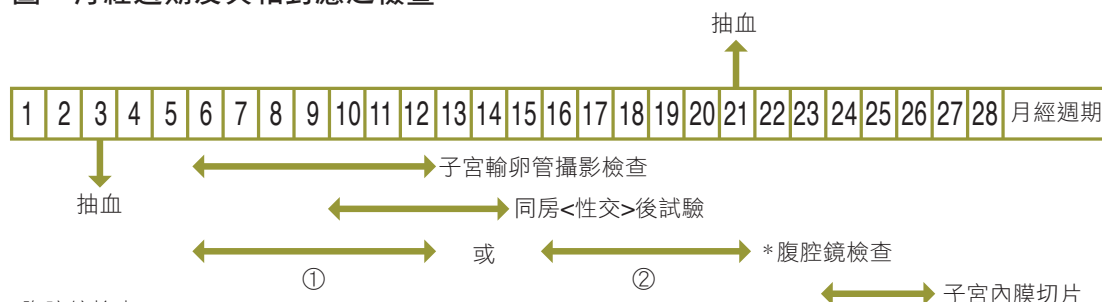 抽血
1 2 3 4 5 6 7 8 9 10 11 12 13 14 15 16 17 18 19 20 21 22 23 24 25 26 27 28 月經週期
子宮輸卵管攝影檢查
抽血
同房<性交>後試驗
或
*腹腔鏡檢查
① ②
子宮內膜切片